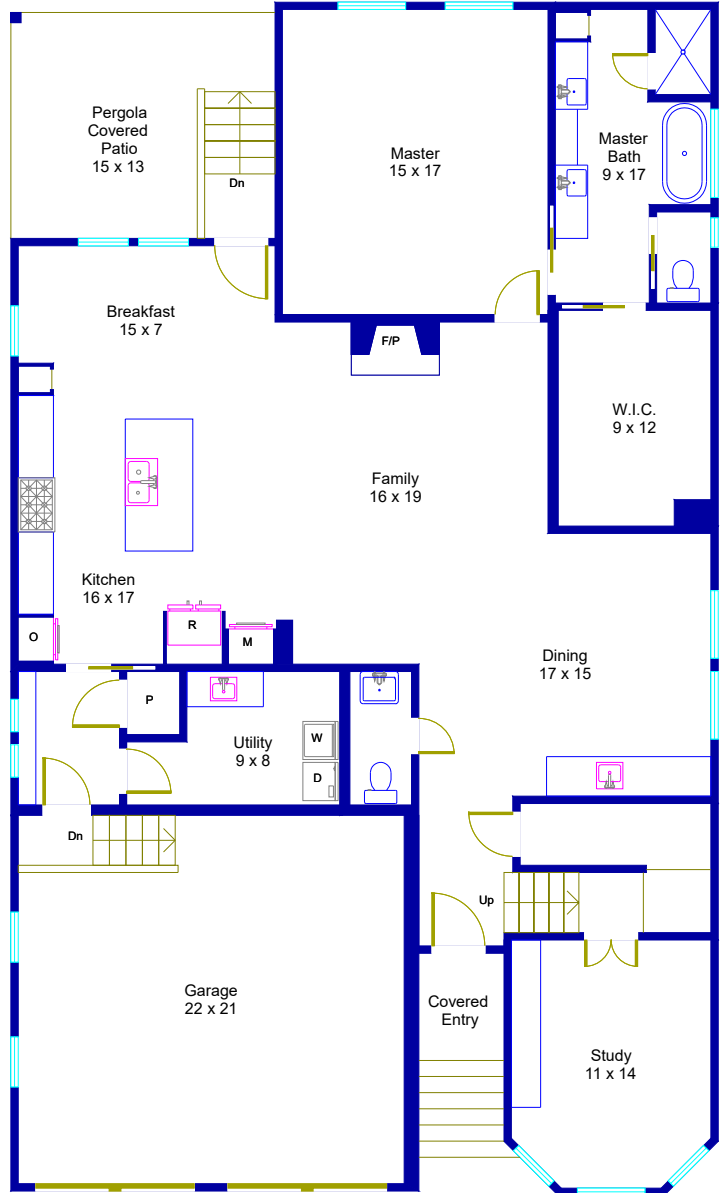 Pergola
Covered
Patio
15 x 13
Dn
Master
15 x 17
Master
Bath
9 x 17
Breakfast
15 x 7
F/P
W.I.C.
9 x 12
Family
16 x 19
Kitchen
16 x 17
O
R
M
Dining
17 x 15
P
Utility
9 x 8
W
D
Dn
Up
Garage
22 x 21
Covered
Entry
Study
11 x 14